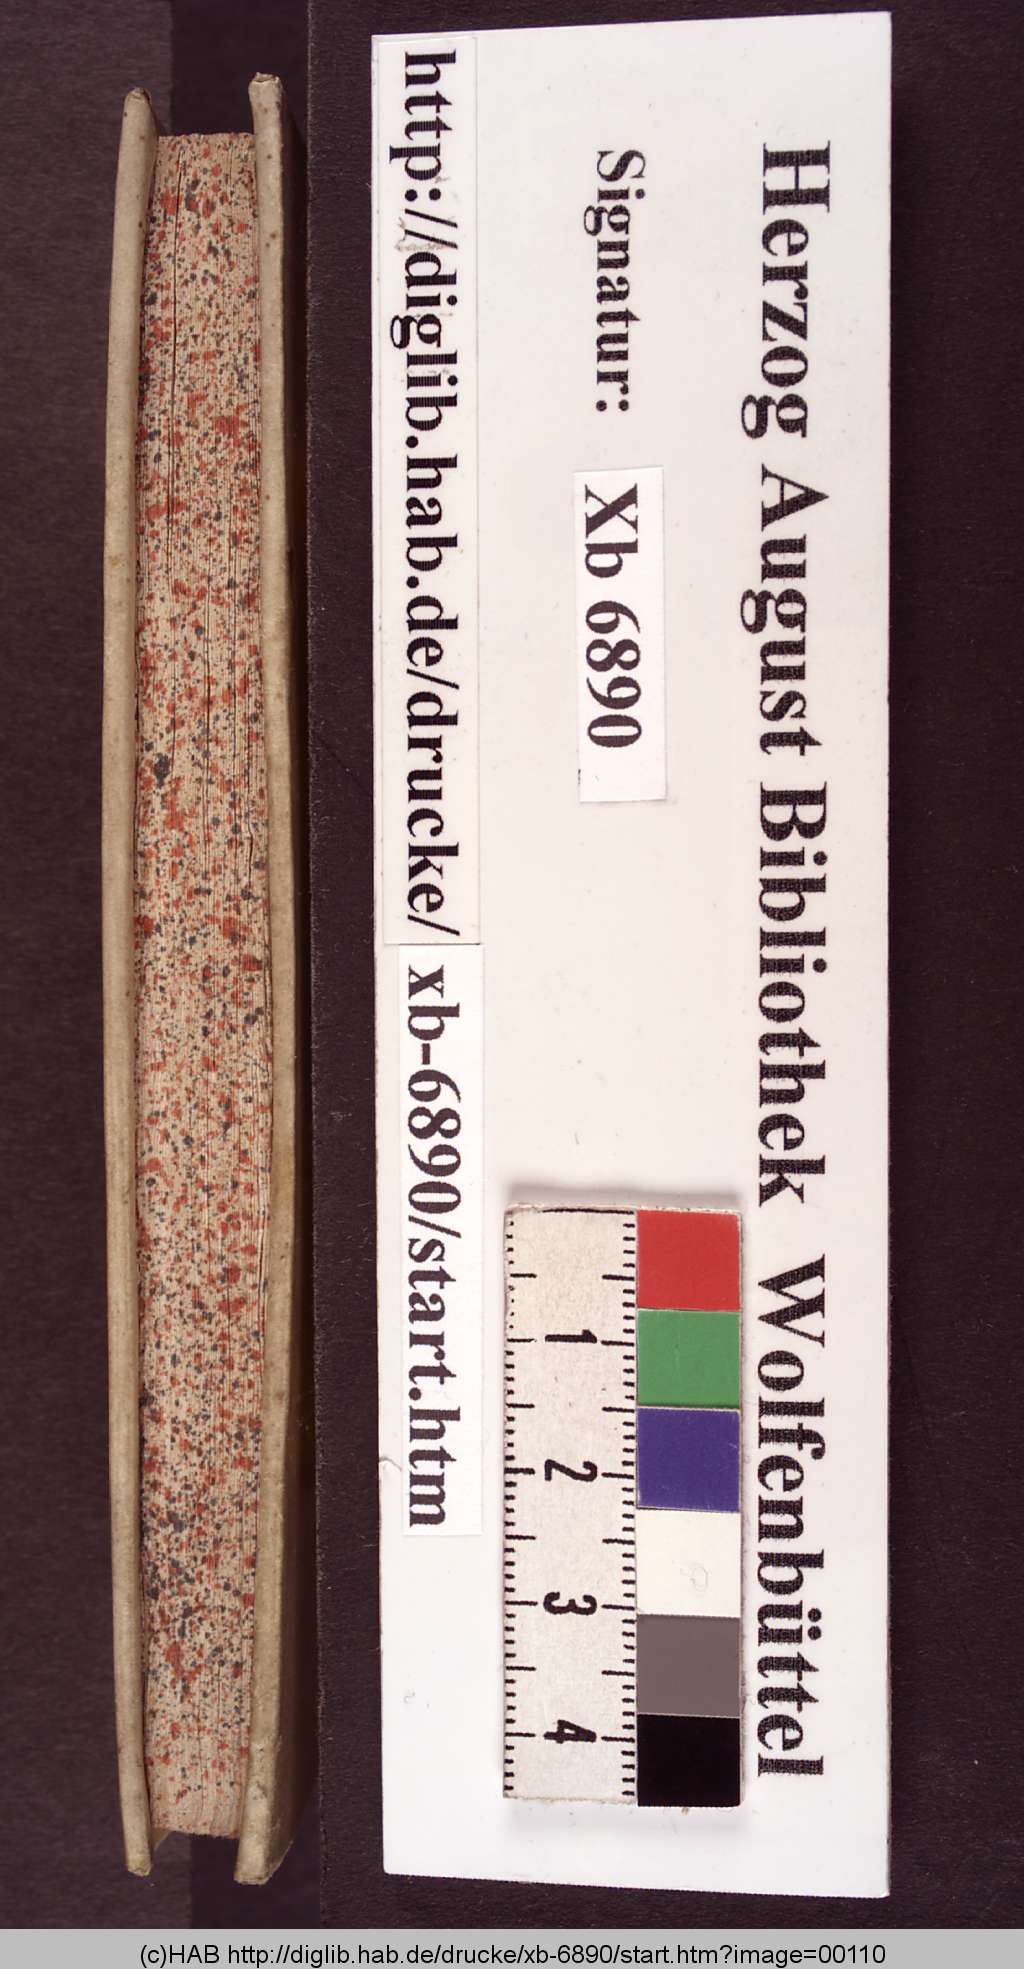 Herzog August Bibliothek Wolfenbüttel
Signatur: Xb 6890
1
2
3
4
http://diglib.hab.de/drucke/ xb-6890/start.htm
(c)HAB http://diglib.hab.de/drucke/xb-6890/start.htm?image=00110